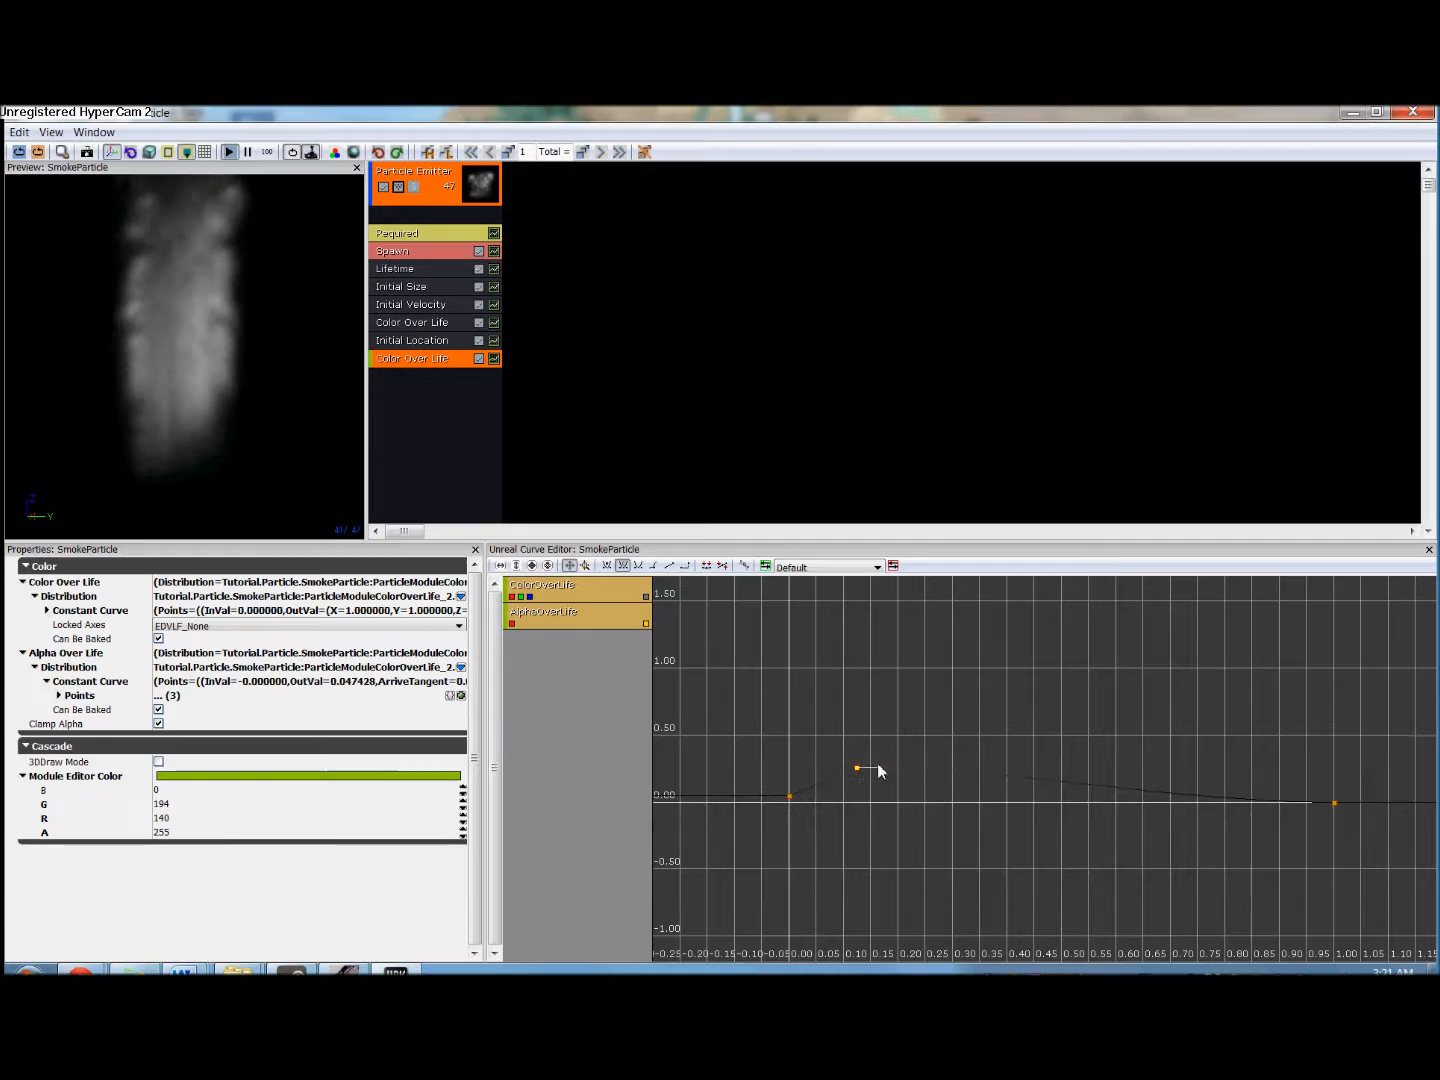 Unregistered HyperCam 2
icle
Edit View Window
100
1 Total =
Preview: SmokeParticle
Particle Emitter
47
Required
Spawn
Lifetime
Initial Size
Initial Velocity
Color Over Life
Initial Location
Color Over Life
Z
X Y
41/ 47
Properties: SmokeParticle
Color
Color Over Life (Distribution=Tutorial.Particle.SmokeParticle:ParticleModuleColor
Distribution Tutorial.Particle.SmokeParticle:ParticleModuleColorOverLife_2.
Constant Curve (Points=((InVal=0.000000,OutVal=(X=1.000000,Y=1.000000,Z=
Locked Axes EDVLF_None
Can Be Baked
Alpha Over Life (Distribution=Tutorial.Particle.SmokeParticle:ParticleModuleColor
Distribution Tutorial.Particle.SmokeParticle:ParticleModuleColorOverLife_2.
Constant Curve (Points=((InVal=-0.000000,OutVal=0.047428,ArriveTangent=0.
Points ... (3)
Can Be Baked
Clamp Alpha
Cascade
3DDraw Mode
Module Editor Color
B 0
G 194
R 140
A 255
Unreal Curve Editor: SmokeParticle
Default
ColorOverLife
AlphaOverLife
1.50
1.00
0.50
0.00
-0.50
-1.00
-0.25 -0.20 -0.15 -0.10 -0.05 0.00 0.05 0.10 0.15 0.20 0.25 0.30 0.35 0.40 0.45 0.50 0.55 0.60 0.65 0.70 0.75 0.80 0.85 0.90 0.95 1.00 1.05 1.10 1.15
3:21 AM